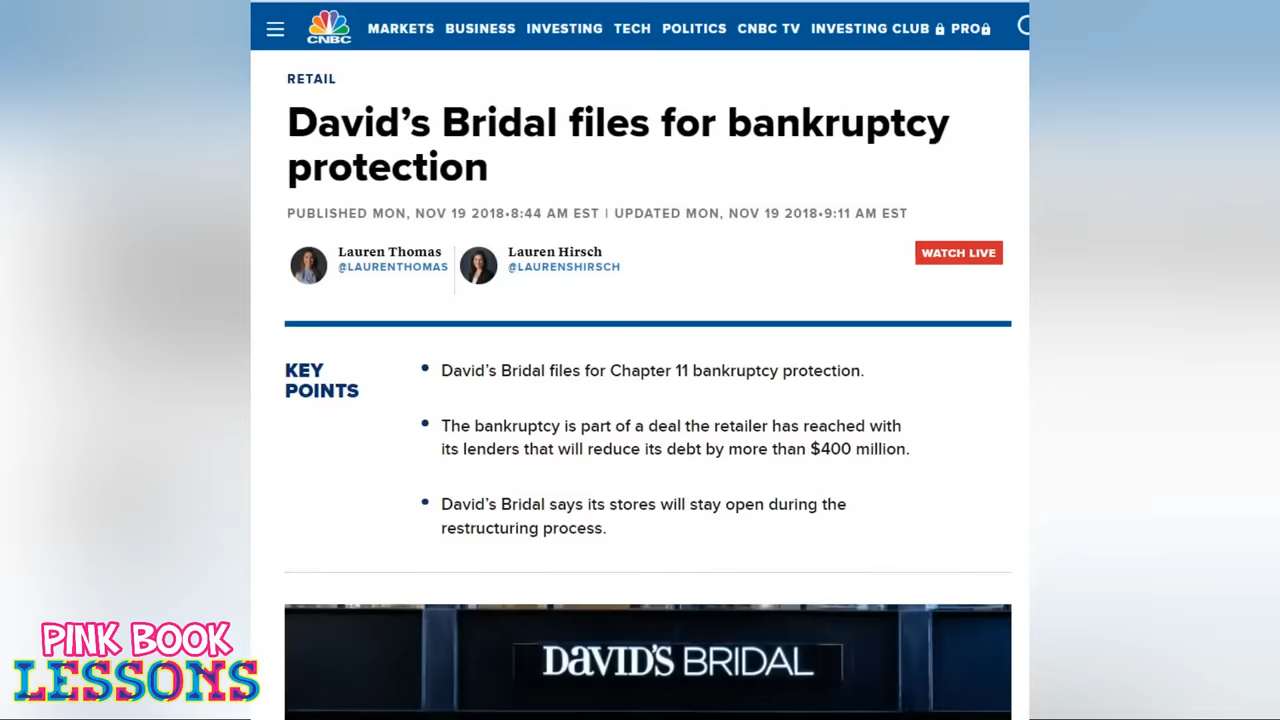 CNBC
MARKETS BUSINESS INVESTING TECH POLITICS CNBC TV INVESTING CLUB PRO
RETAIL
David’s Bridal files for bankruptcy
protection
PUBLISHED MON, NOV 19 2018•8:44 AM EST | UPDATED MON, NOV 19 2018•9:11 AM EST
Lauren Thomas
@LAURENTHOMAS
Lauren Hirsch
@LAURENSHIRSCH
WATCH LIVE
KEY
POINTS
• David’s Bridal files for Chapter 11 bankruptcy protection.
• The bankruptcy is part of a deal the retailer has reached with
its lenders that will reduce its debt by more than $400 million.
• David’s Bridal says its stores will stay open during the
restructuring process.
DAVID'S BRIDAL
PINK BOOK
LESSONS